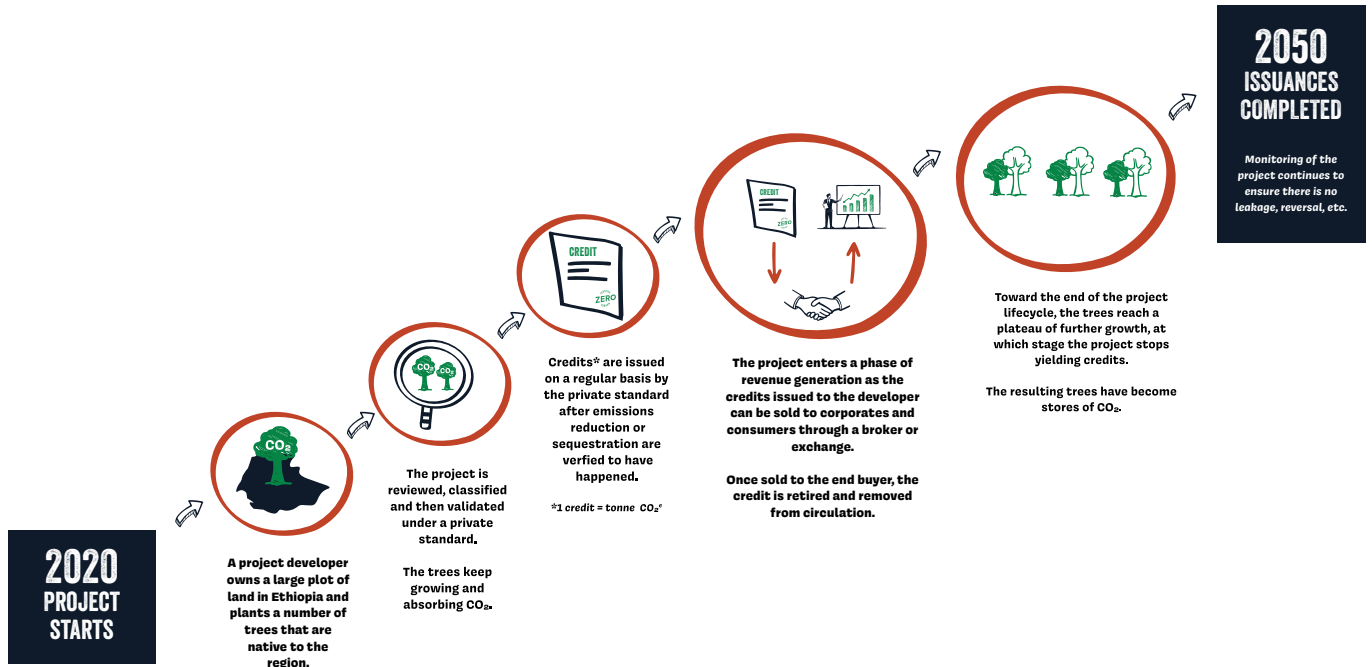 2020
PROJECT
STARTS
CO₂
A project developer
owns a large plot of
land in Ethiopia and
plants a number of
trees that are
native to the
region.
CO₂
CO₂
The project is
reviewed, classified
and then validated
under a private
standard.
The trees keep
growing and
absorbing CO₂.
CREDIT
ZERO
Credits* are issued
on a regular basis by
the private standard
after emissions
reduction or
sequestration are
verfied to have
happened.
*1 credit = tonne CO₂ᵉ
CREDIT
ZERO
The project enters a phase of
revenue generation as the
credits issued to the developer
can be sold to corporates and
consumers through a broker or
exchange.
Once sold to the end buyer, the
credit is retired and removed
from circulation.
Toward the end of the project
lifecycle, the trees reach a
plateau of further growth, at
which stage the project stops
yielding credits.
The resulting trees have become
stores of CO₂.
2050
ISSUANCES
COMPLETED
Monitoring of the
project continues to
ensure there is no
leakage, reversal, etc.